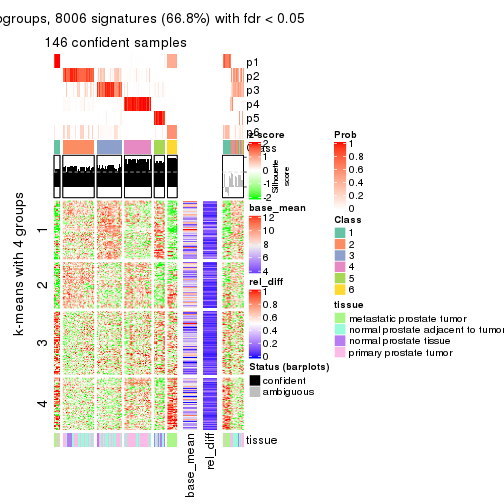 ogroups, 8006 signatures (66.8%) with fdr < 0.05
146 confident samples
p1
p2
p3
p4
p5
p6
Class
Silhouette
score
k-means with 4 groups
1
2
3
4
z-score
2
1
0
-1
-2
base_mean
12
10
8
6
4
rel_diff
1
0.8
0.6
0.4
0.2
0
Status (barplots)
confident
ambiguous
Prob
1
0.8
0.6
0.4
0.2
0
Class
1
2
3
4
5
6
tissue
metastatic prostate tumor
normal prostate adjacent to tumor
normal prostate tissue
primary prostate tumor
tissue
base_mean
rel_diff